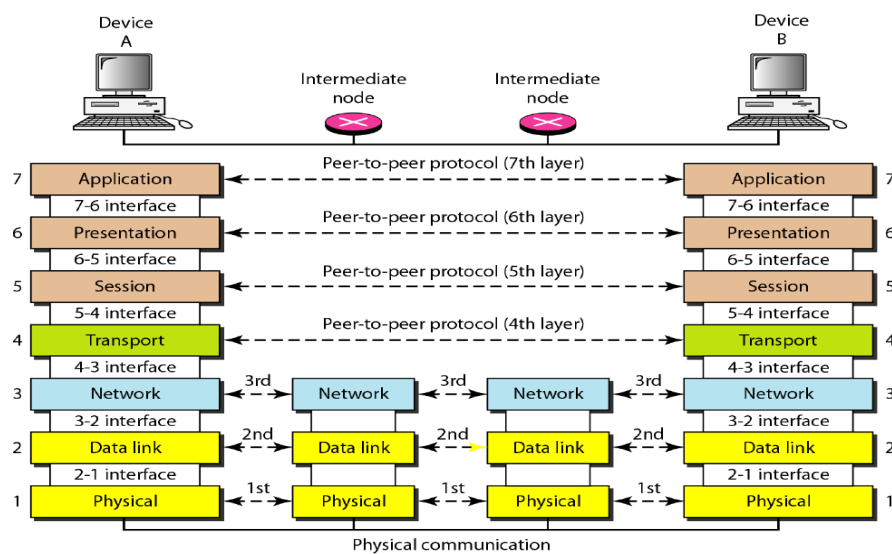 Device
A
Device
B
Intermediate
node
Intermediate
node
Peer-to-peer protocol (7th layer)
7 Application Application 7
7-6 interface 7-6 interface
Peer-to-peer protocol (6th layer)
6 Presentation Presentation 6
6-5 interface 6-5 interface
Peer-to-peer protocol (5th layer)
5 Session Session 5
5-4 interface 5-4 interface
Peer-to-peer protocol (4th layer)
4 Transport Transport 4
4-3 interface 4-3 interface
3 Network 3rd Network 3rd Network 3rd Network 3
3-2 interface 3-2 interface
2 Data link 2nd Data link 2nd Data link 2nd Data link 2
2-1 interface 2-1 interface
1 Physical 1st Physical 1st Physical 1st Physical 1
Physical communication